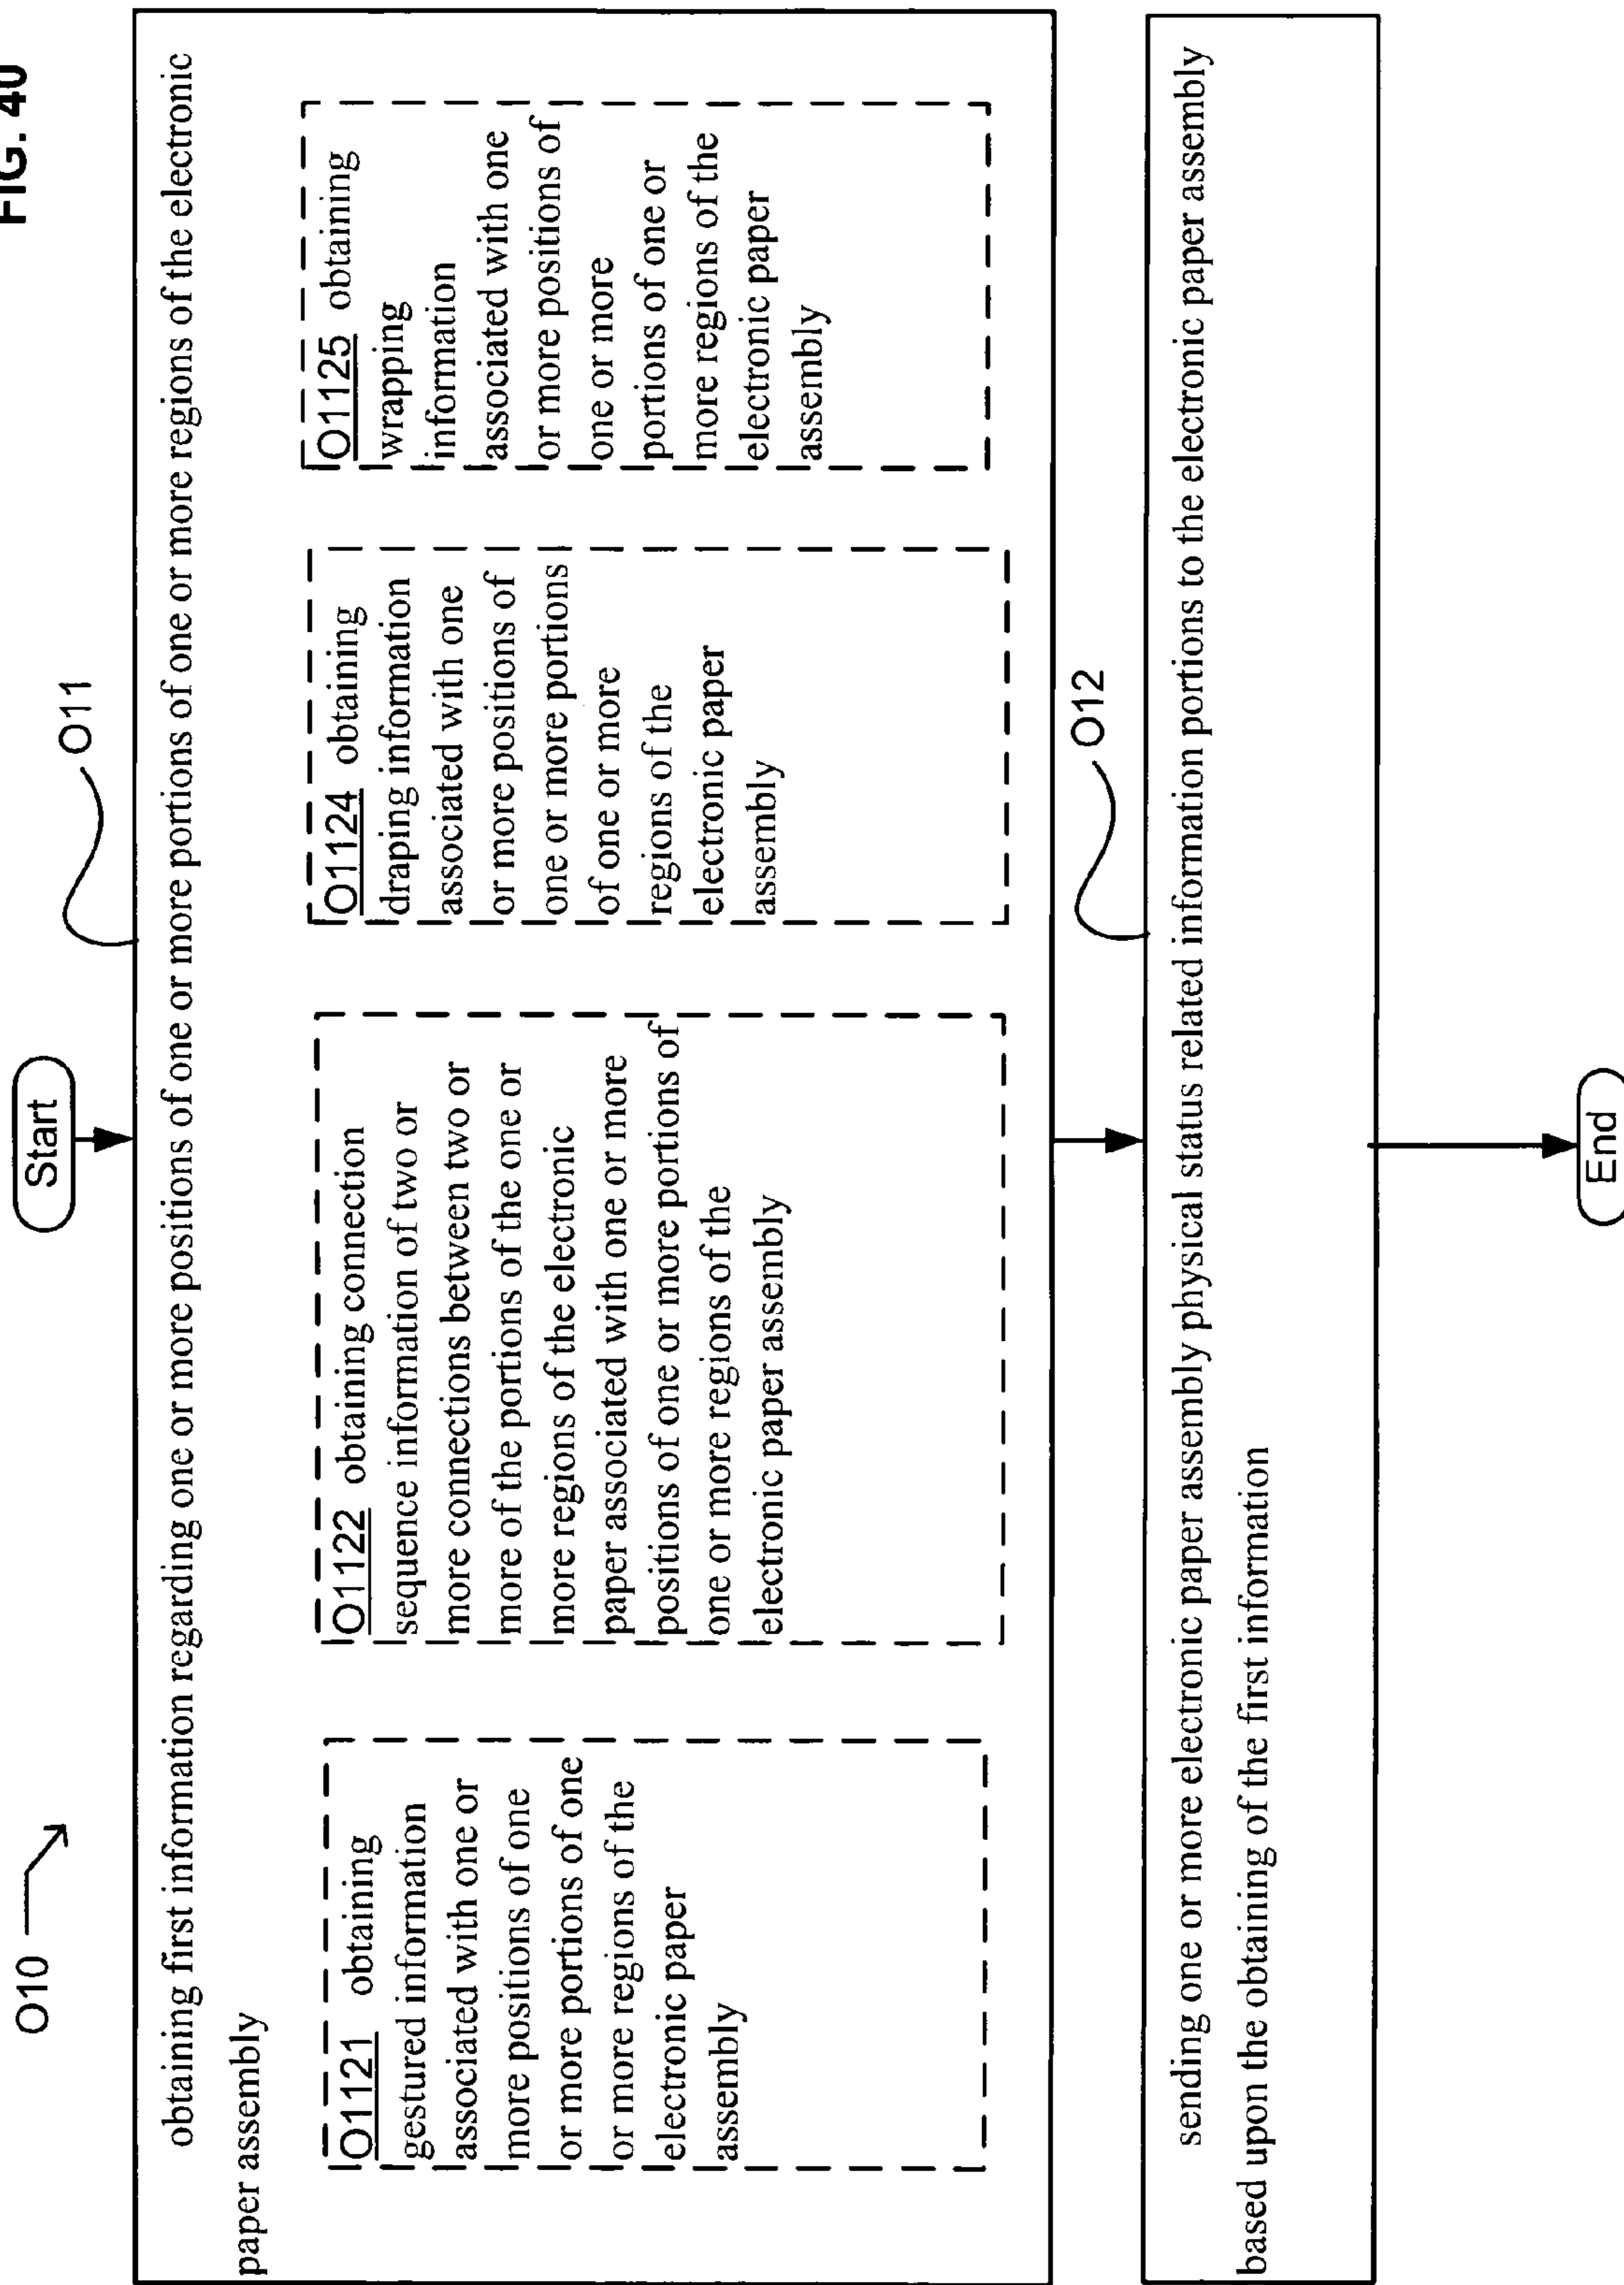 FIG. 40
O10
Start
O11
obtaining first information regarding one or more positions of one or more portions of one or more regions of the electronic
paper assembly
O1121 obtaining
gestured information
associated with one or
more positions of one
or more portions of one
or more regions of the
electronic paper
assembly
O1122 obtaining connection
sequence information of two or
more connections between two or
more of the portions of the one or
more regions of the electronic
paper associated with one or more
positions of one or more portions of
one or more regions of the
electronic paper assembly
O1124 obtaining
draping information
associated with one
or more positions of
one or more portions
of one or more
regions of the
electronic paper
assembly
O1125 obtaining
wrapping
information
associated with one
or more positions of
one or more
portions of one or
more regions of the
electronic paper
assembly
O12
sending one or more electronic paper assembly physical status related information portions to the electronic paper assembly
based upon the obtaining of the first information
End